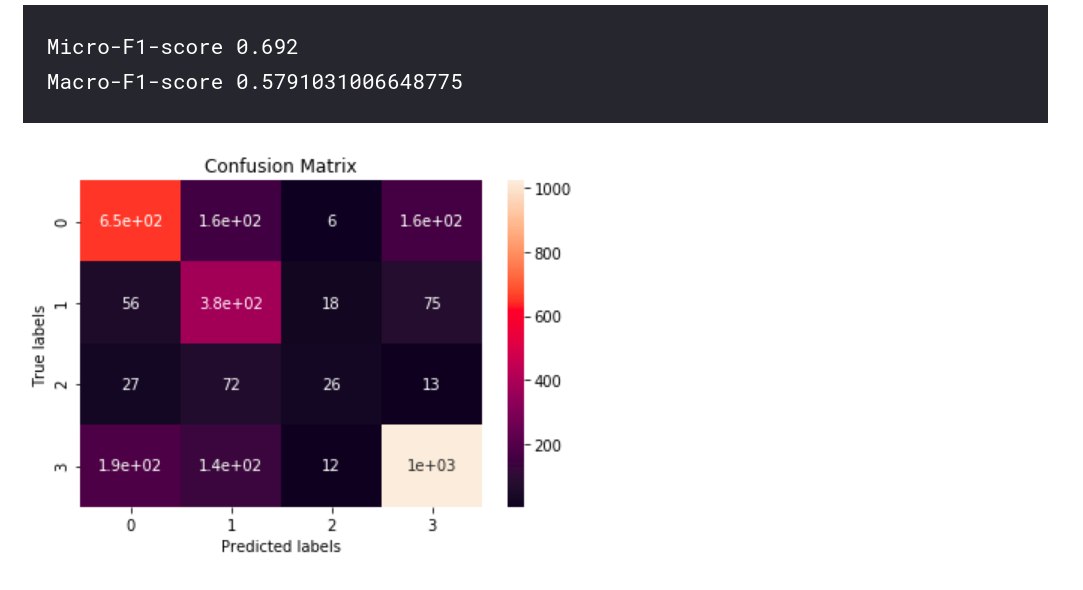 Micro-F1-score 0.692
Macro-F1-score 0.5791031006648775
Confusion Matrix
0 6.5e+02 1.6e+02 6 1.6e+02
1 56 3.8e+02 18 75
2 27 72 26 13
3 1.9e+02 1.4e+02 12 1e+03
0 1 2 3
True labels
Predicted labels
1000
800
600
400
200